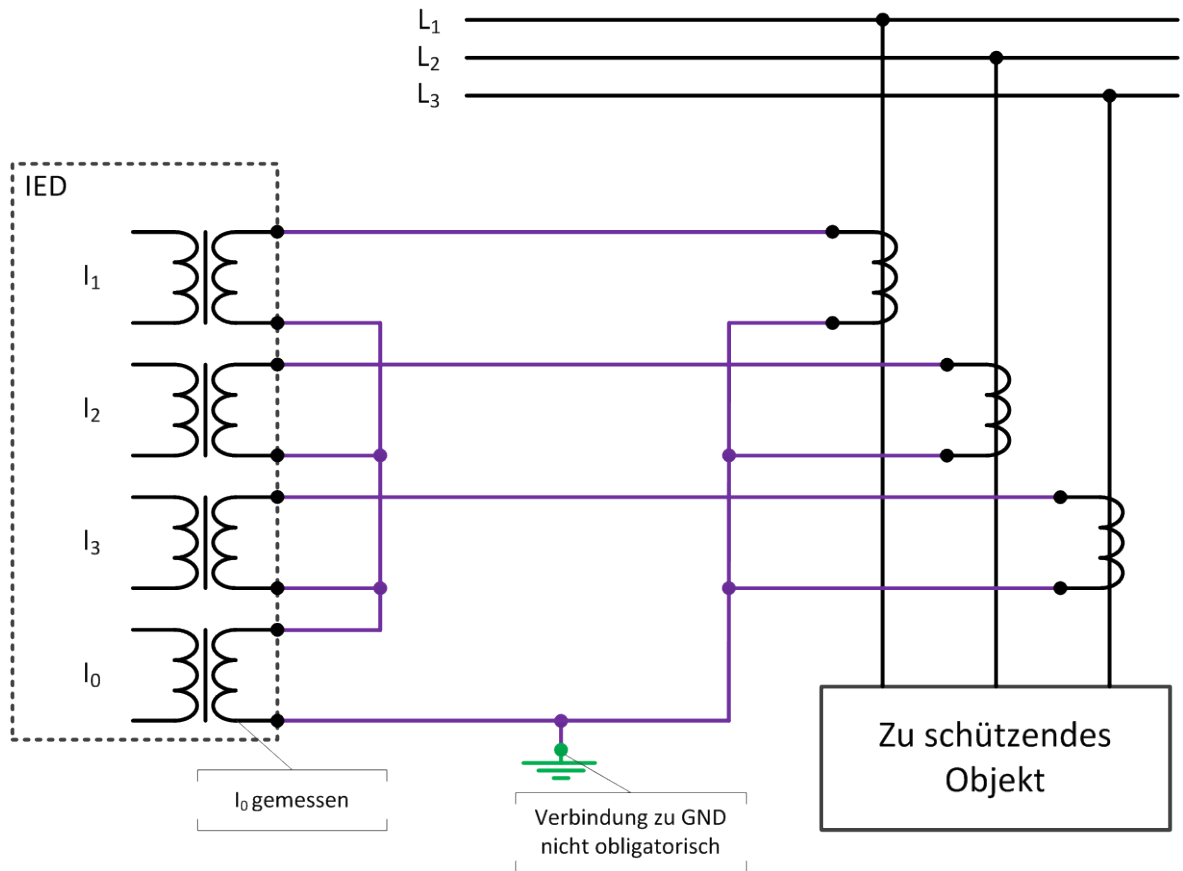 L₁
L₂
L₃
IED
I₁
I₂
I₃
I₀
I₀ gemessen
Verbindung zu GND
nicht obligatorisch
Zu schützendes
Objekt